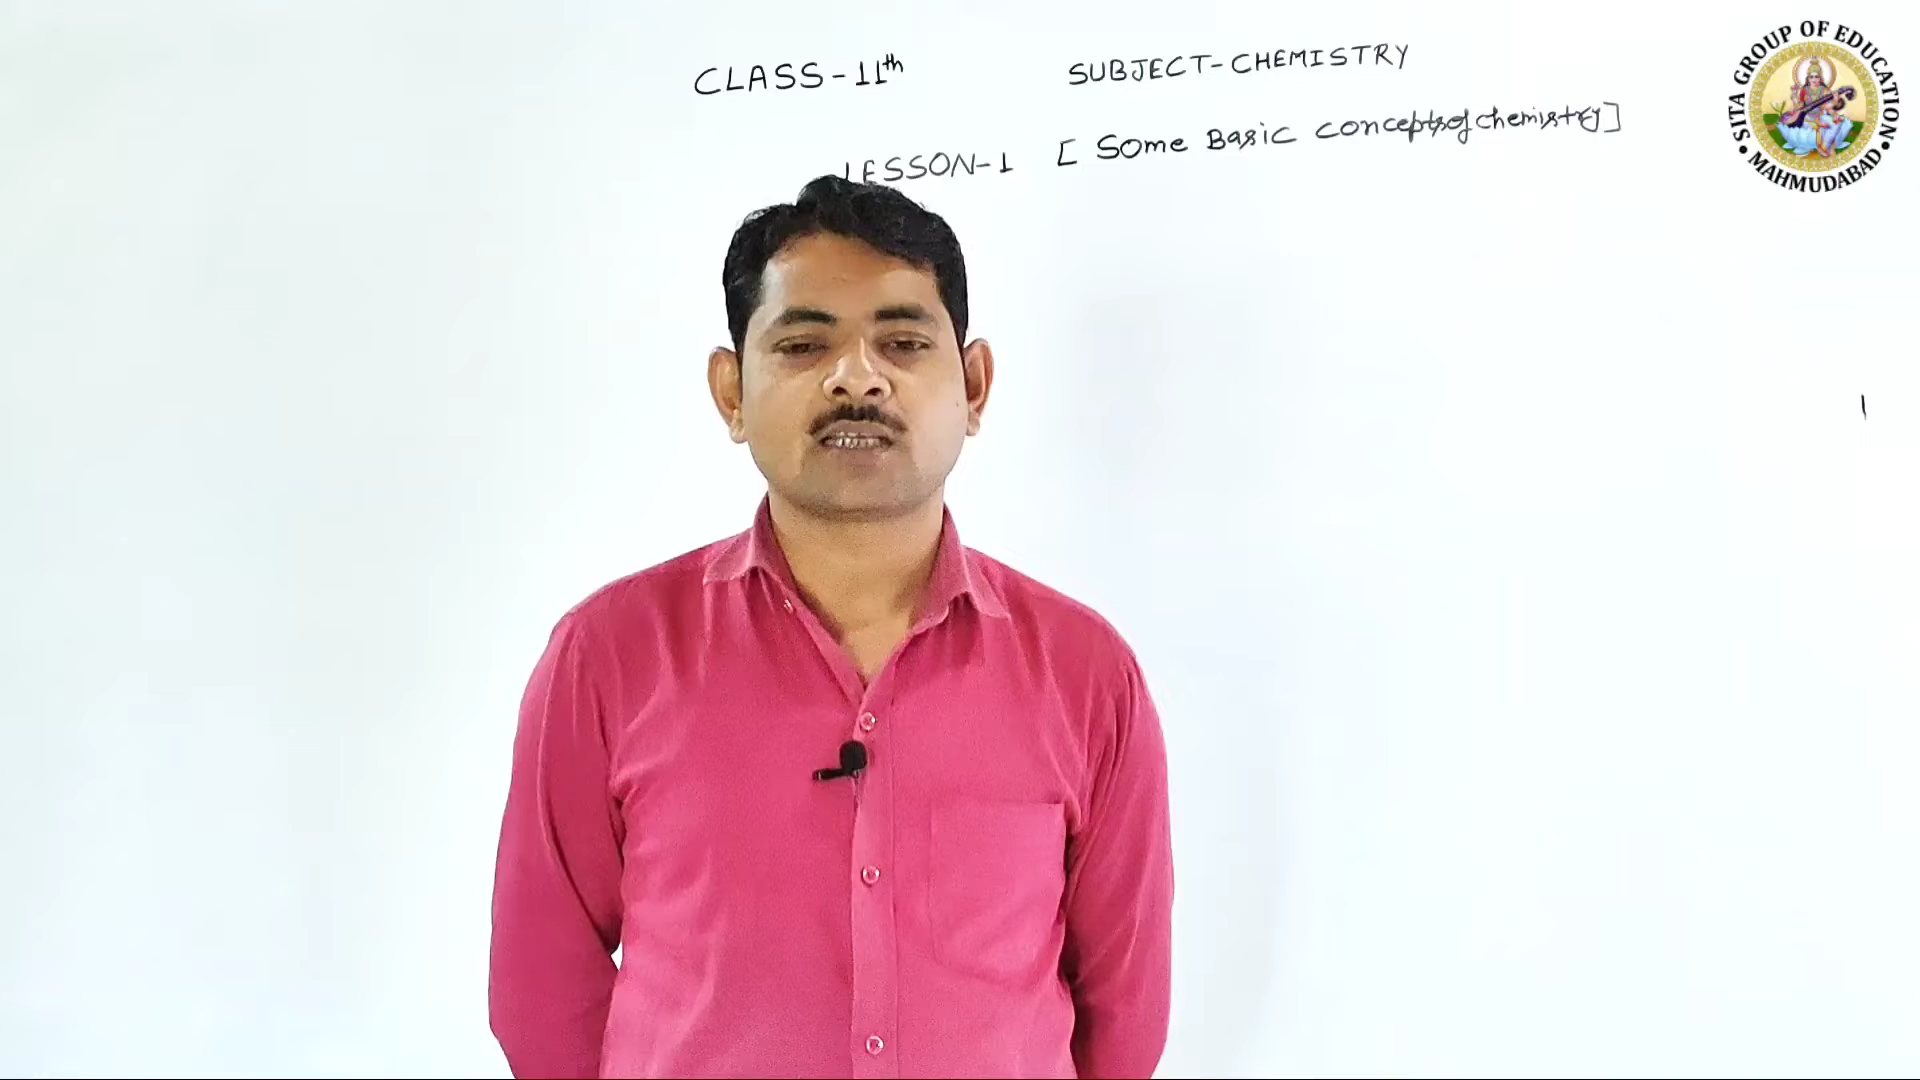 CLASS-11th SUBJECT-CHEMISTRY
LESSON-1 [Some Basic concepts of chemistry]
SITA GROUP OF EDUCATION
• MAHMUDABAD •